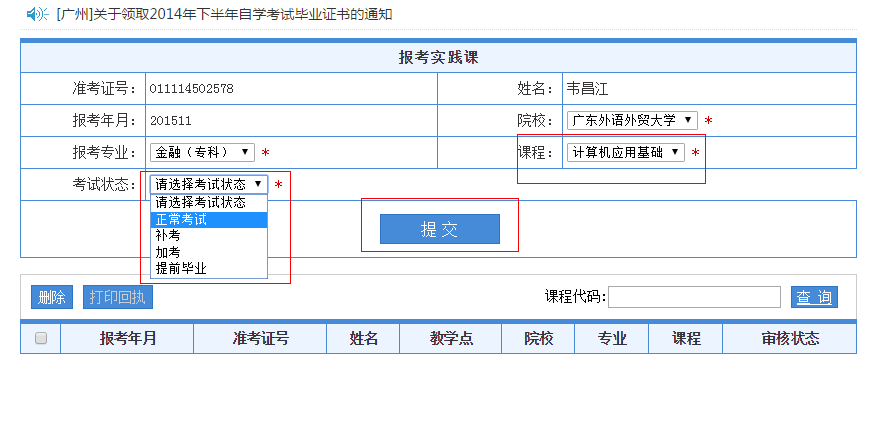 [广州]关于领取2014年下半年自学考试毕业证书的通知
报考实践课
准考证号： 011114502578 姓名： 韦昌江
报考年月： 201511 院校： 广东外语外贸大学 *
报考专业： 金融（专科） * 课程： 计算机应用基础 *
考试状态： 请选择考试状态 *
请选择考试状态
正常考试
补考
加考
提前毕业
提 交
删除 打印回执 课程代码: 查 询
报考年月 准考证号 姓名 教学点 院校 专业 课程 审核状态